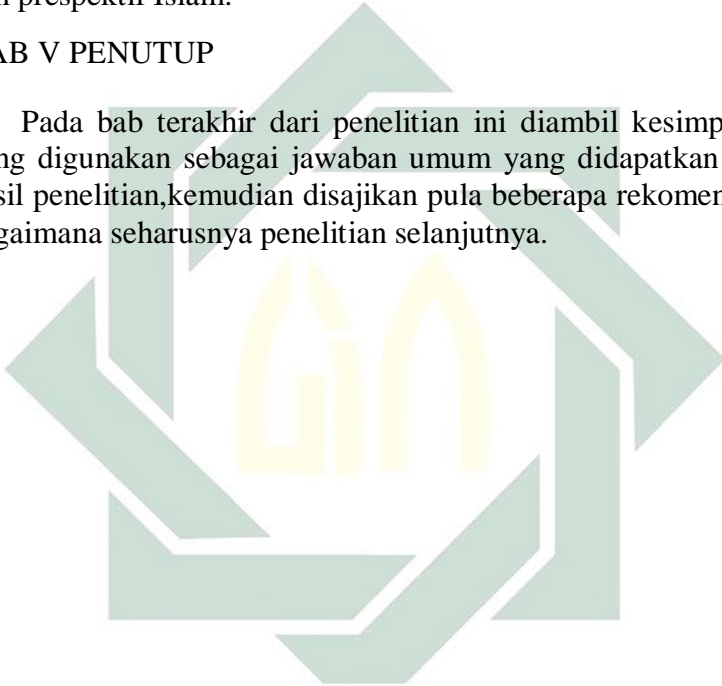 n prespektif Islam.
AB V PENUTUP
Pada bab terakhir dari penelitian ini diambil kesimp
ng digunakan sebagai jawaban umum yang didapatkan
sil penelitian,kemudian disajikan pula beberapa rekomen
gaimana seharusnya penelitian selanjutnya.